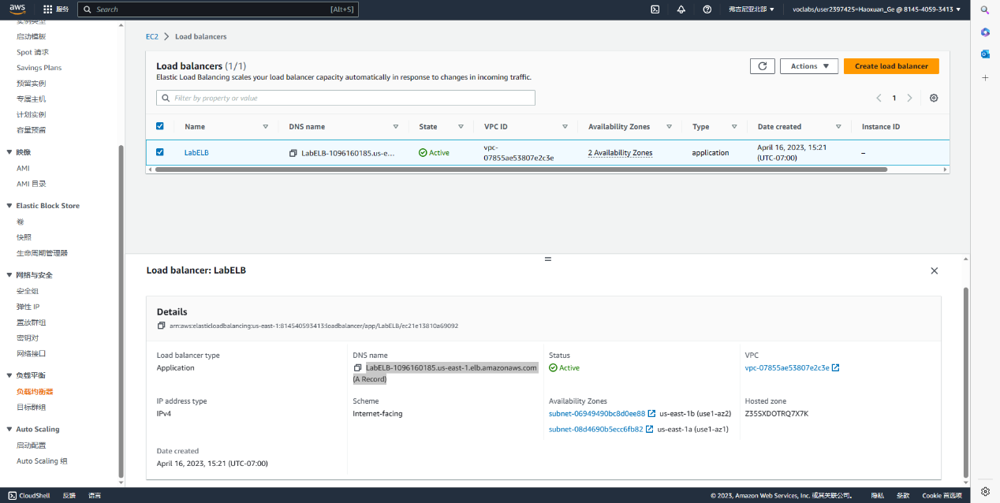 aws
服务
Search
[Alt+S]
弗吉尼亚北部
voclabs/user2397425=Haoxuan_Ge @ 8145-4059-3413
实例类型
启动模板
Spot 请求
Savings Plans
预留实例
专属主机
计划实例
容量预留
映像
AMI
AMI 目录
Elastic Block Store
卷
快照
生命周期管理器
网络与安全
安全组
弹性 IP
置放群组
密钥对
网络接口
负载平衡
负载均衡器
目标群组
Auto Scaling
启动配置
Auto Scaling 组
EC2
Load balancers
Load balancers (1/1)
Elastic Load Balancing scales your load balancer capacity automatically in response to changes in incoming traffic.
Actions
Create load balancer
Filter by property or value
1
Name
DNS name
State
VPC ID
Availability Zones
Type
Date created
Instance ID
LabELB
LabELB-1096160185.us-e...
Active
vpc-
07855ae53807e2c3e
2 Availability Zones
application
April 16, 2023, 15:21
(UTC-07:00)
–
Load balancer: LabELB
Details
arn:aws:elasticloadbalancing:us-east-1:814540593413:loadbalancer/app/LabELB/ec21e13810a69092
Load balancer type
Application
DNS name
LabELB-1096160185.us-east-1.elb.amazonaws.com
(A Record)
Status
Active
VPC
vpc-07855ae53807e2c3e
IP address type
IPv4
Scheme
Internet-facing
Availability Zones
subnet-06949490bc8d0ee88 us-east-1b (use1-az2)
subnet-08d4690b5ecc6fb82 us-east-1a (use1-az1)
Hosted zone
Z35SXDOTRQ7X7K
Date created
April 16, 2023, 15:21 (UTC-07:00)
CloudShell
反馈
语言
© 2023, Amazon Web Services, Inc. 或其关联公司。
隐私
条款
Cookie 首选项